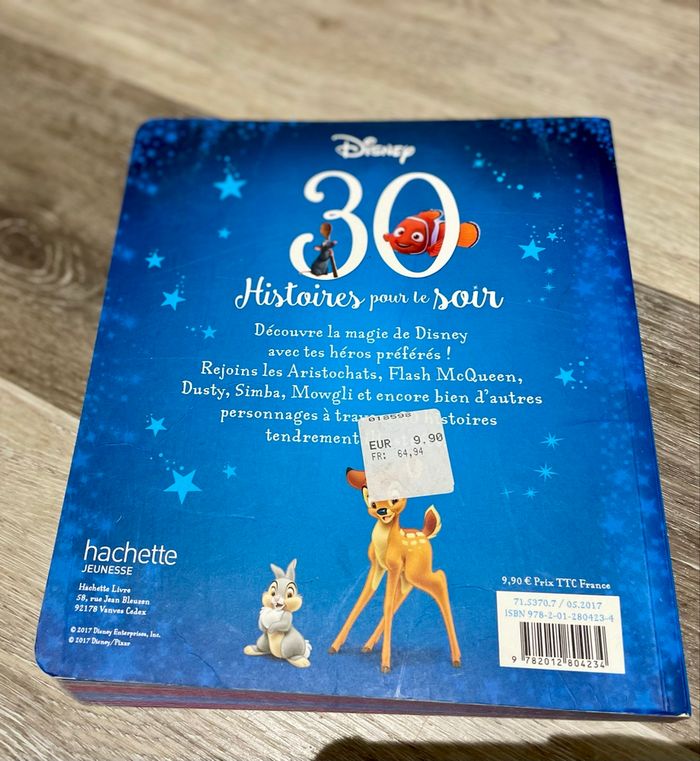 Disney
30
Histoires pour le soir
Découvre la magie de Disney
avec tes héros préférés !
Rejoins les Aristochats, Flash McQueen,
Dusty, Simba, Mowgli et encore bien d'autres
personnages à histoires
tendrement
018598
EUR 9.90
FR: 64,94
hachette
JEUNESSE
Hachette Livre
58, rue Jean Bleuzen
92178 Vanves Cedex
© 2017 Disney Enterprises, Inc.
© 2017 Disney/Pixar
9,90 € Prix TTC France
71.5370.7 / 05.2017
ISBN 978-2-01-280423-4
9 782012 804234